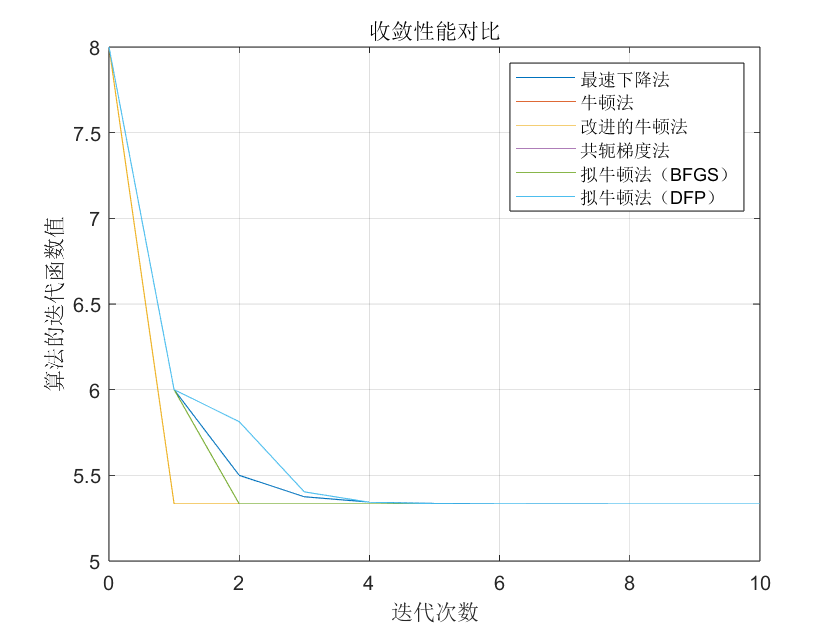 收敛性能对比
8
7.5
7
6.5
6
5.5
5
算法的迭代函数值
最速下降法
牛顿法
改进的牛顿法
共轭梯度法
拟牛顿法（BFGS）
拟牛顿法（DFP）
0 2 4 6 8 10
迭代次数